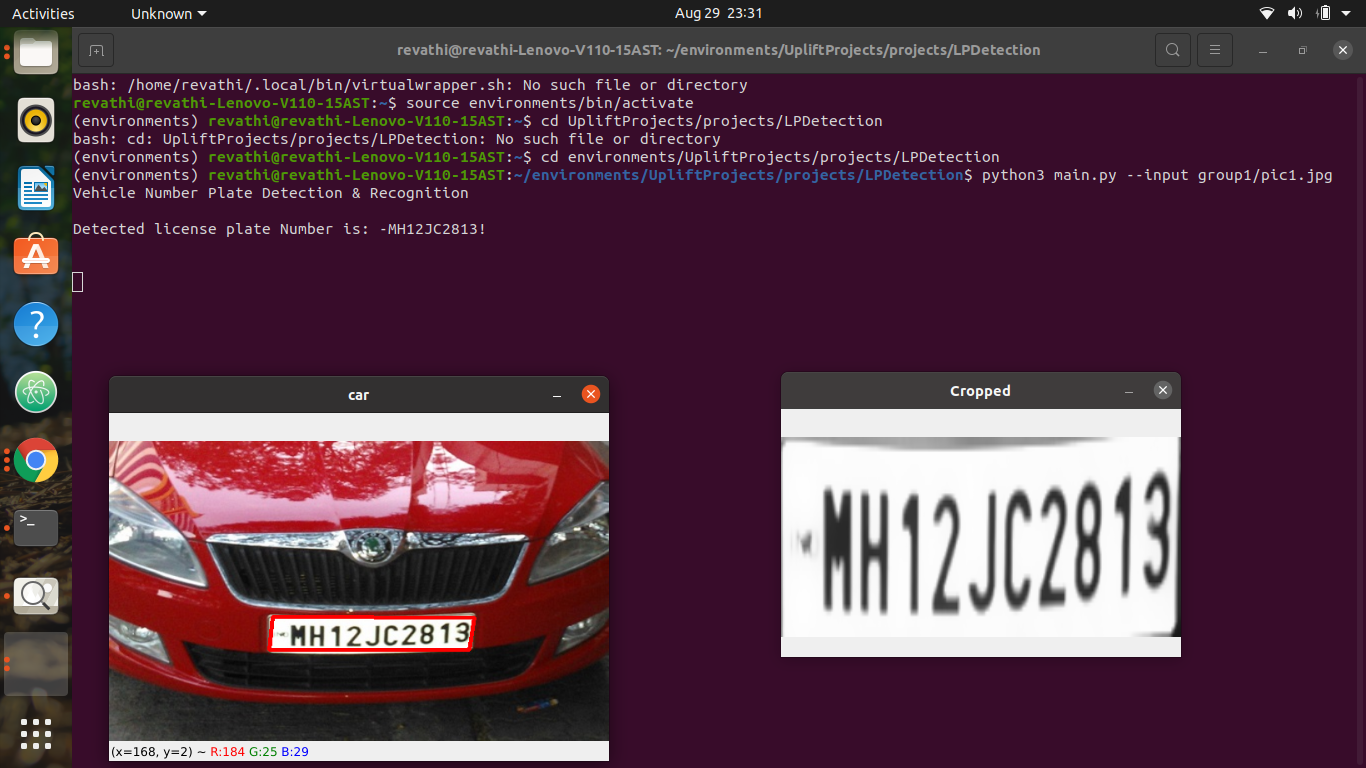 Activities
Unknown
Aug 29 23:31
revathi@revathi-Lenovo-V110-15AST: ~/environments/UpliftProjects/projects/LPDetection
bash: /home/revathi/.local/bin/virtualwrapper.sh: No such file or directory
revathi@revathi-Lenovo-V110-15AST:~$ source environments/bin/activate
(environments) revathi@revathi-Lenovo-V110-15AST:~$ cd UpliftProjects/projects/LPDetection
bash: cd: UpliftProjects/projects/LPDetection: No such file or directory
(environments) revathi@revathi-Lenovo-V110-15AST:~$ cd environments/UpliftProjects/projects/LPDetection
(environments) revathi@revathi-Lenovo-V110-15AST:~/environments/UpliftProjects/projects/LPDetection$ python3 main.py --input group1/pic1.jpg
Vehicle Number Plate Detection & Recognition
Detected license plate Number is: -MH12JC2813!
car
MH12JC2813
(x=168, y=2) ~ R:184 G:25 B:29
Cropped
MH12JC2813